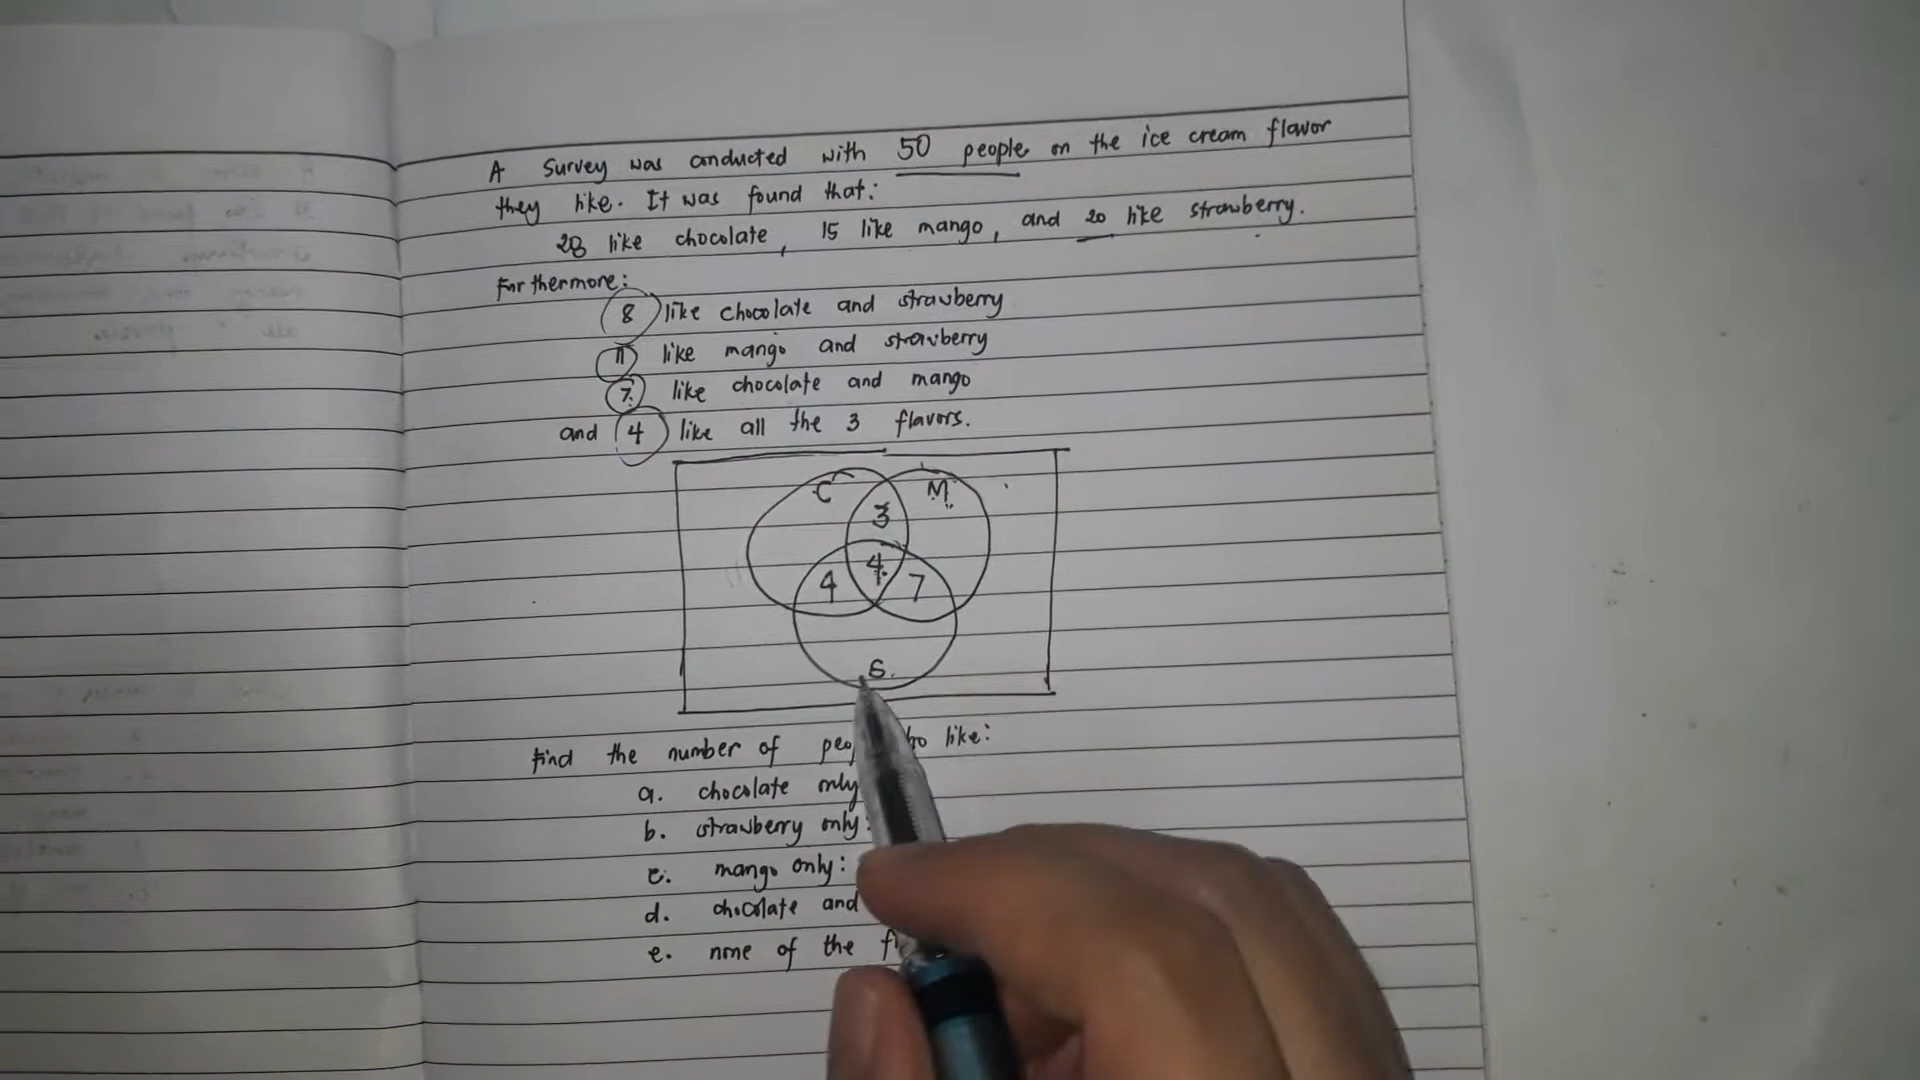 A survey was conducted with 50 people on the ice cream flavor
they like. It was found that:
28 like chocolate, 15 like mango, and 20 like strawberry.
Furthermore:
8 like chocolate and strawberry
11 like mango and strawberry
7 like chocolate and mango
and 4 like all the 3 flavors.
C M
3
4 4 7
S
Find the number of like:
a. chocolate only
b. strawberry only:
c. mango only:
d. chocolate and
e. none of the